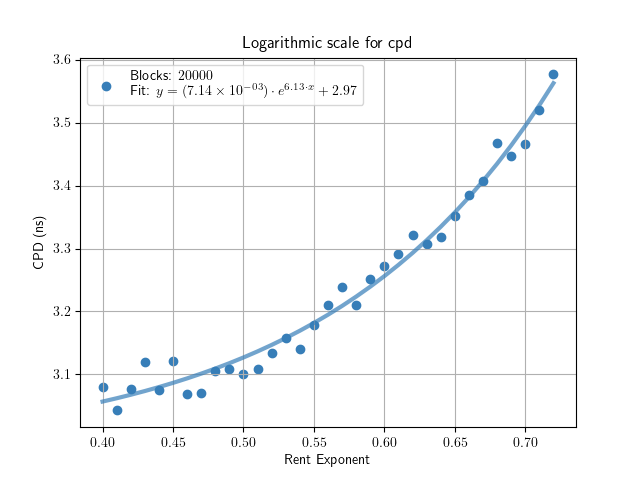 Logarithmic scale for cpd
Blocks: 20000
Fit: y = (7.14 × 10⁻⁰³) · e^{6.13·x} + 2.97
3.6
3.5
3.4
3.3
3.2
3.1
CPD (ns)
0.40 0.45 0.50 0.55 0.60 0.65 0.70
Rent Exponent